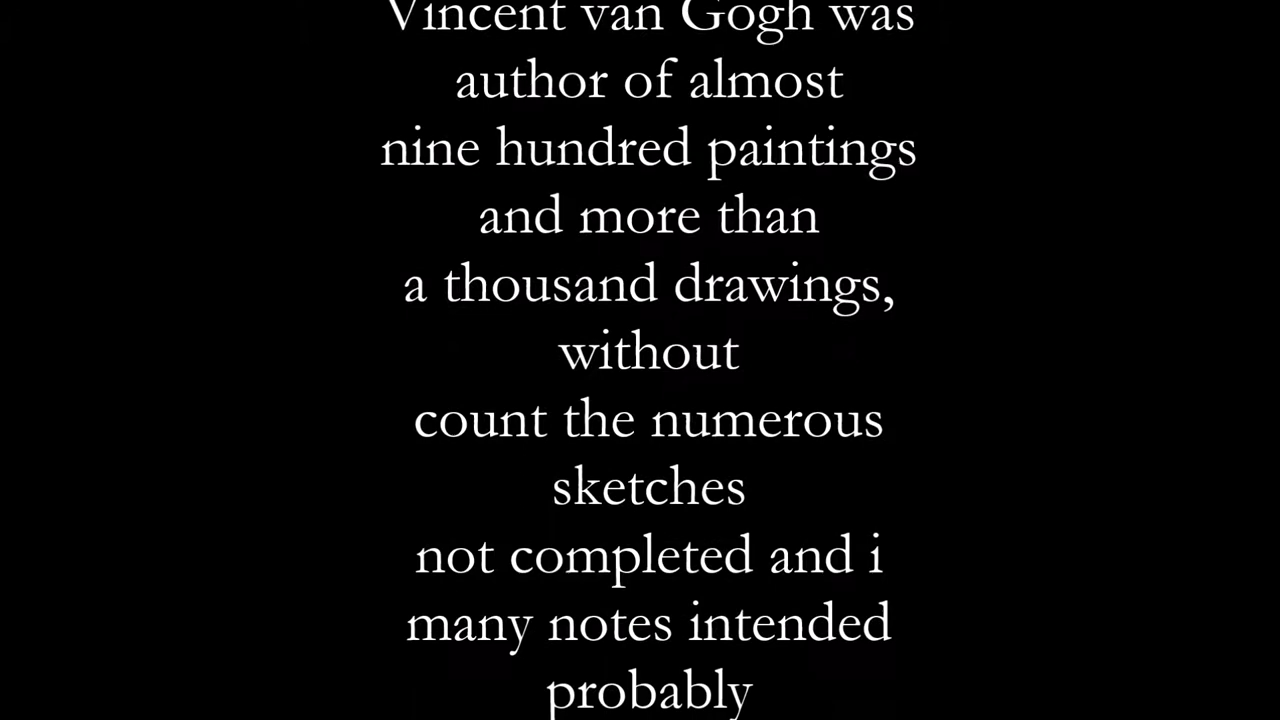 Vincent van Gogh was
author of almost
nine hundred paintings
and more than
a thousand drawings,
without
count the numerous
sketches
not completed and i
many notes intended
probably